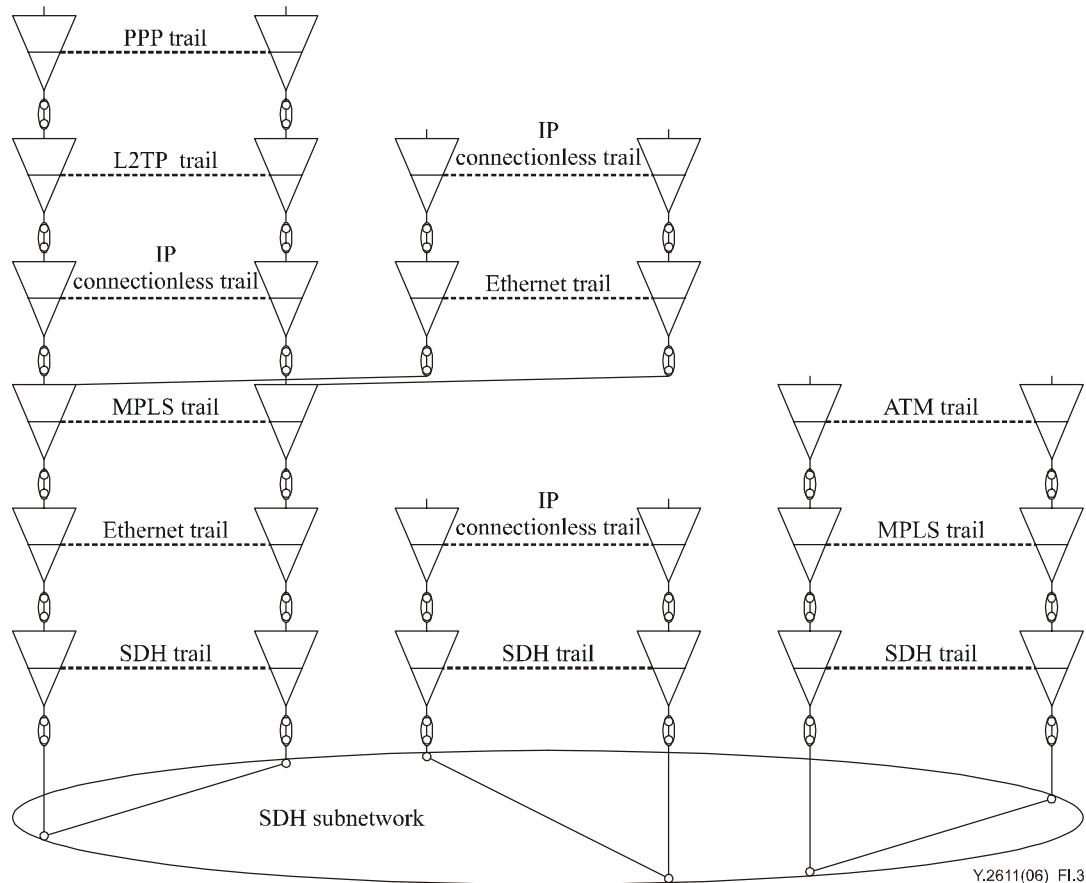 PPP trail
L2TP trail
IP
connectionless trail
IP
connectionless trail
Ethernet trail
MPLS trail
ATM trail
Ethernet trail
IP
connectionless trail
MPLS trail
SDH trail
SDH trail
SDH trail
SDH subnetwork
Y.2611(06)_FI.3